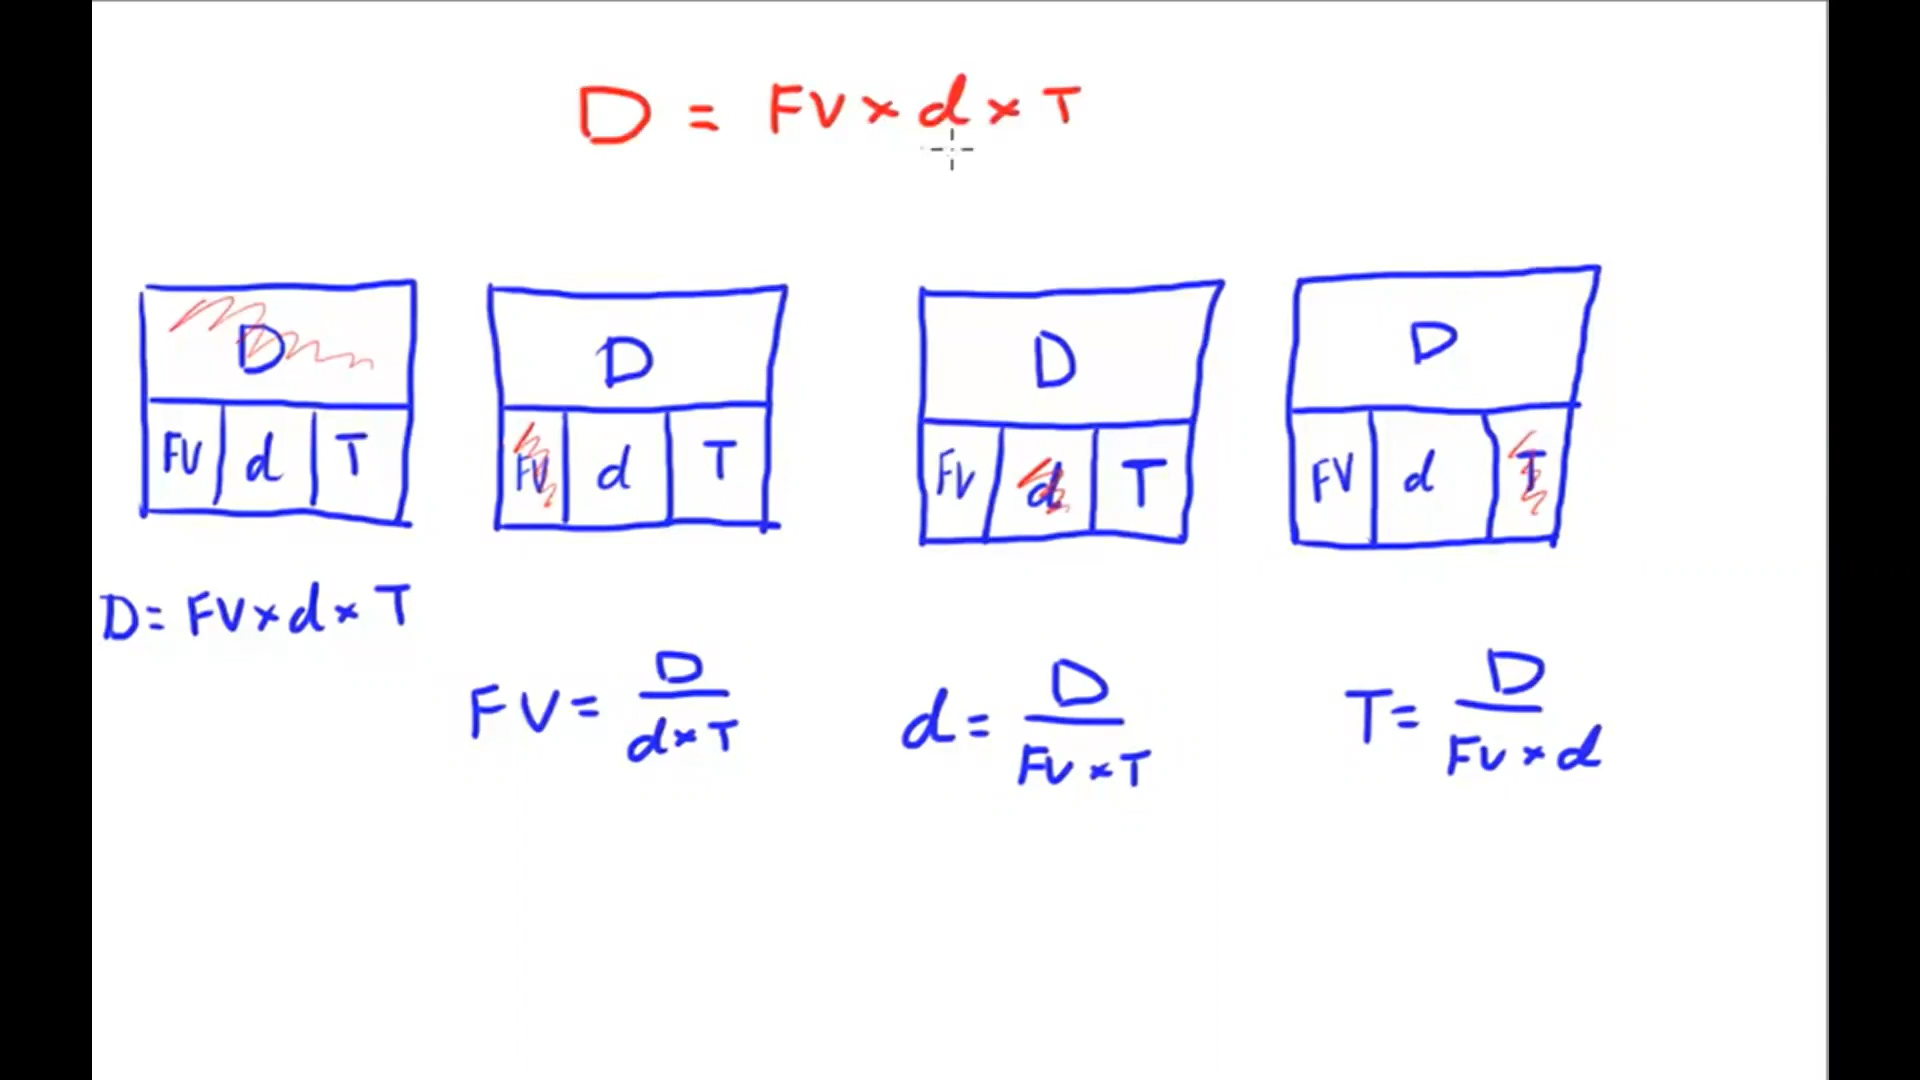 D = FV × d × T
D
FV d T
D
FV d T
D
FV d T
D
FV d T
D = FV × d × T
FV = D / d × T
d = D / FV × T
T = D / FV × d